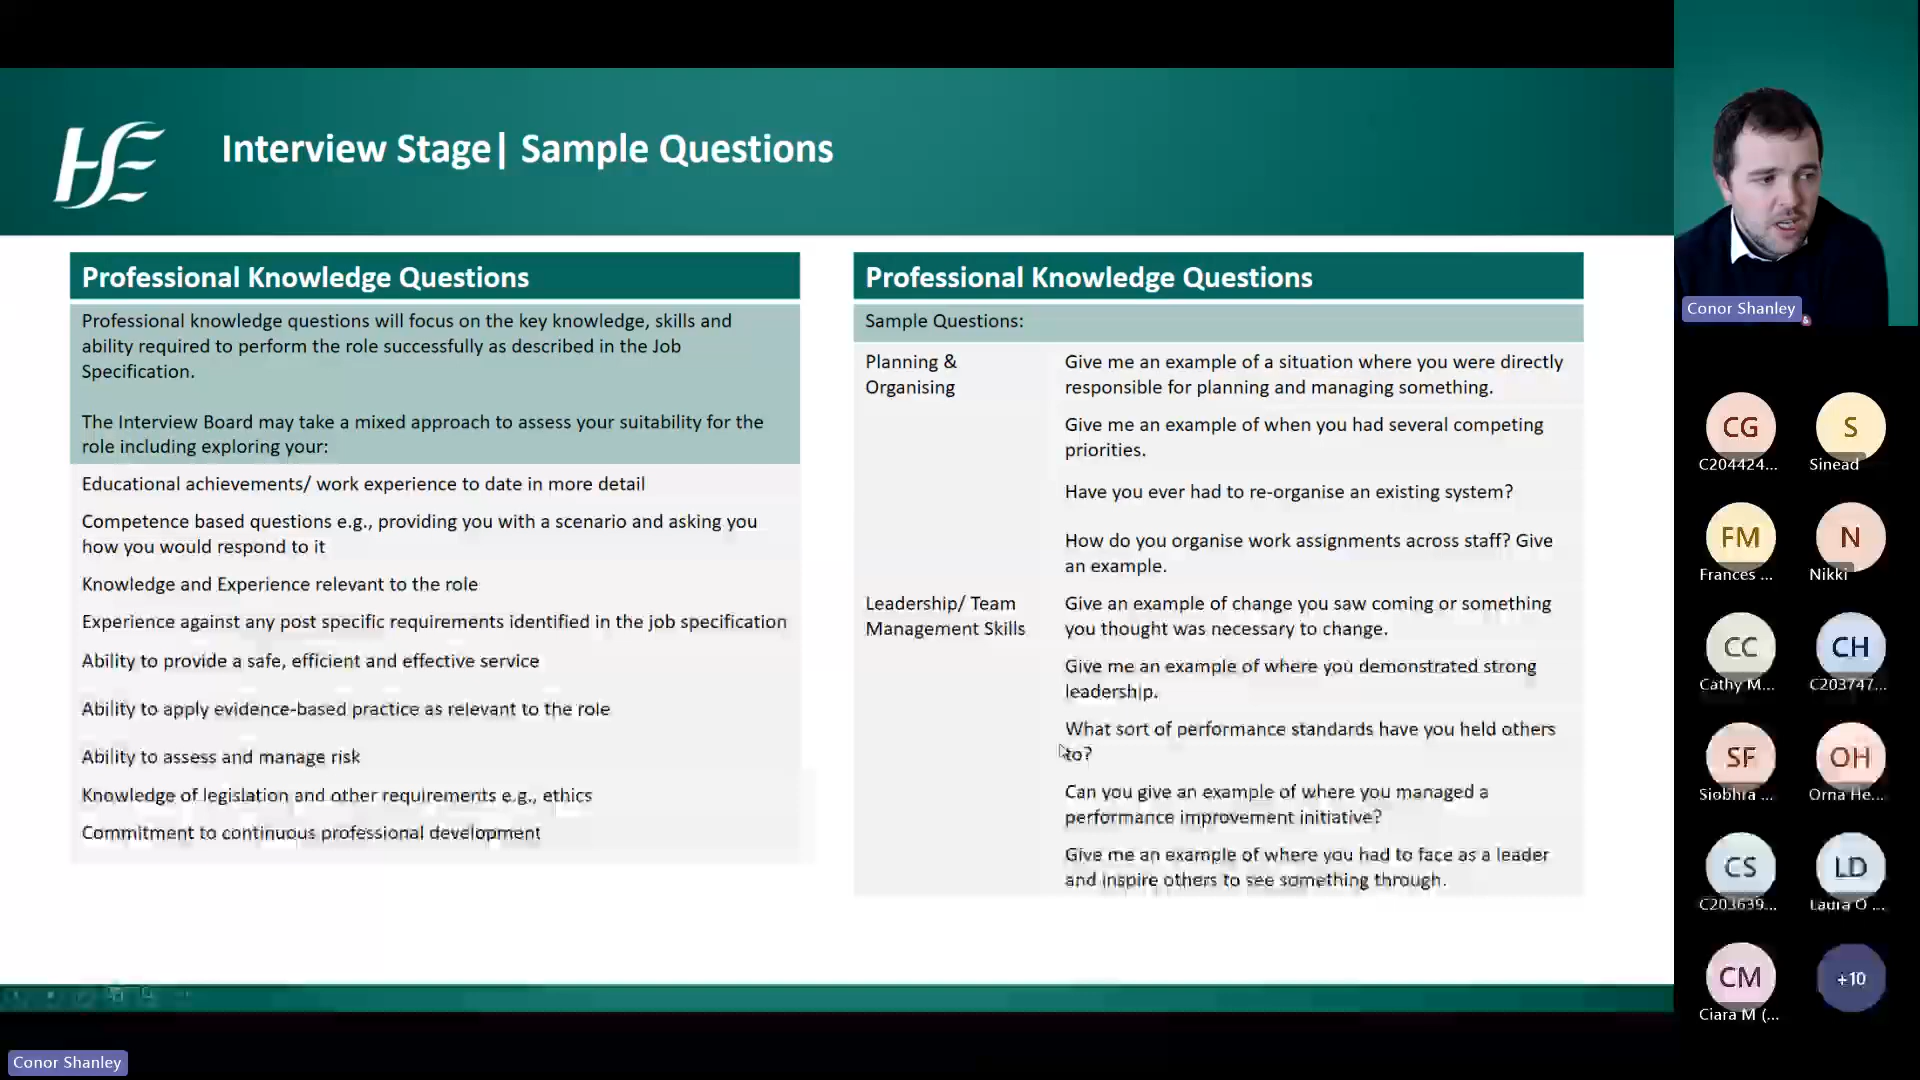 HSE
Interview Stage| Sample Questions
Professional Knowledge Questions
Professional knowledge questions will focus on the key knowledge, skills and
ability required to perform the role successfully as described in the Job
Specification.
The Interview Board may take a mixed approach to assess your suitability for the
role including exploring your:
Educational achievements/ work experience to date in more detail
Competence based questions e.g., providing you with a scenario and asking you
how you would respond to it
Knowledge and Experience relevant to the role
Experience against any post specific requirements identified in the job specification
Ability to provide a safe, efficient and effective service
Ability to apply evidence-based practice as relevant to the role
Ability to assess and manage risk
Knowledge of legislation and other requirements e.g., ethics
Commitment to continuous professional development
Professional Knowledge Questions
Sample Questions:
Planning &
Organising
Give me an example of a situation where you were directly
responsible for planning and managing something.
Give me an example of when you had several competing
priorities.
Have you ever had to re-organise an existing system?
How do you organise work assignments across staff? Give
an example.
Leadership/ Team
Management Skills
Give an example of change you saw coming or something
you thought was necessary to change.
Give me an example of where you demonstrated strong
leadership.
What sort of performance standards have you held others
to?
Can you give an example of where you managed a
performance improvement initiative?
Give me an example of where you had to face as a leader
and inspire others to see something through.
Conor Shanley
CG
C204424...
S
Sinead
FM
Frances ...
N
Nikki
CC
Cathy M...
CH
C203747...
SF
Siobhra ...
OH
Orna He...
CS
C203639...
LD
Laura O ...
CM
Ciara M (...
+10
Conor Shanley